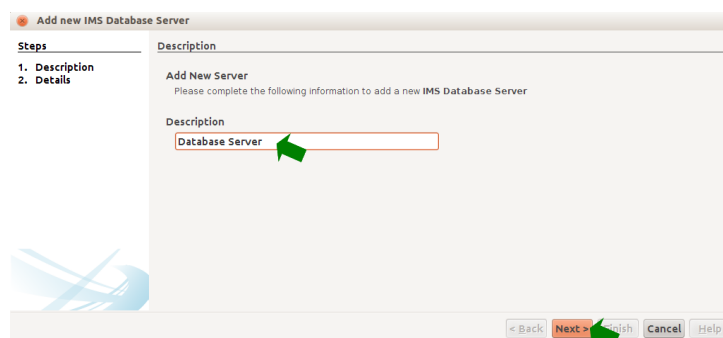 Add new IMS Database Server
Steps
1. Description
2. Details
Description
Add New Server
Please complete the following information to add a new IMS Database Server
Description
Database Server
< Back Next > Finish Cancel Help